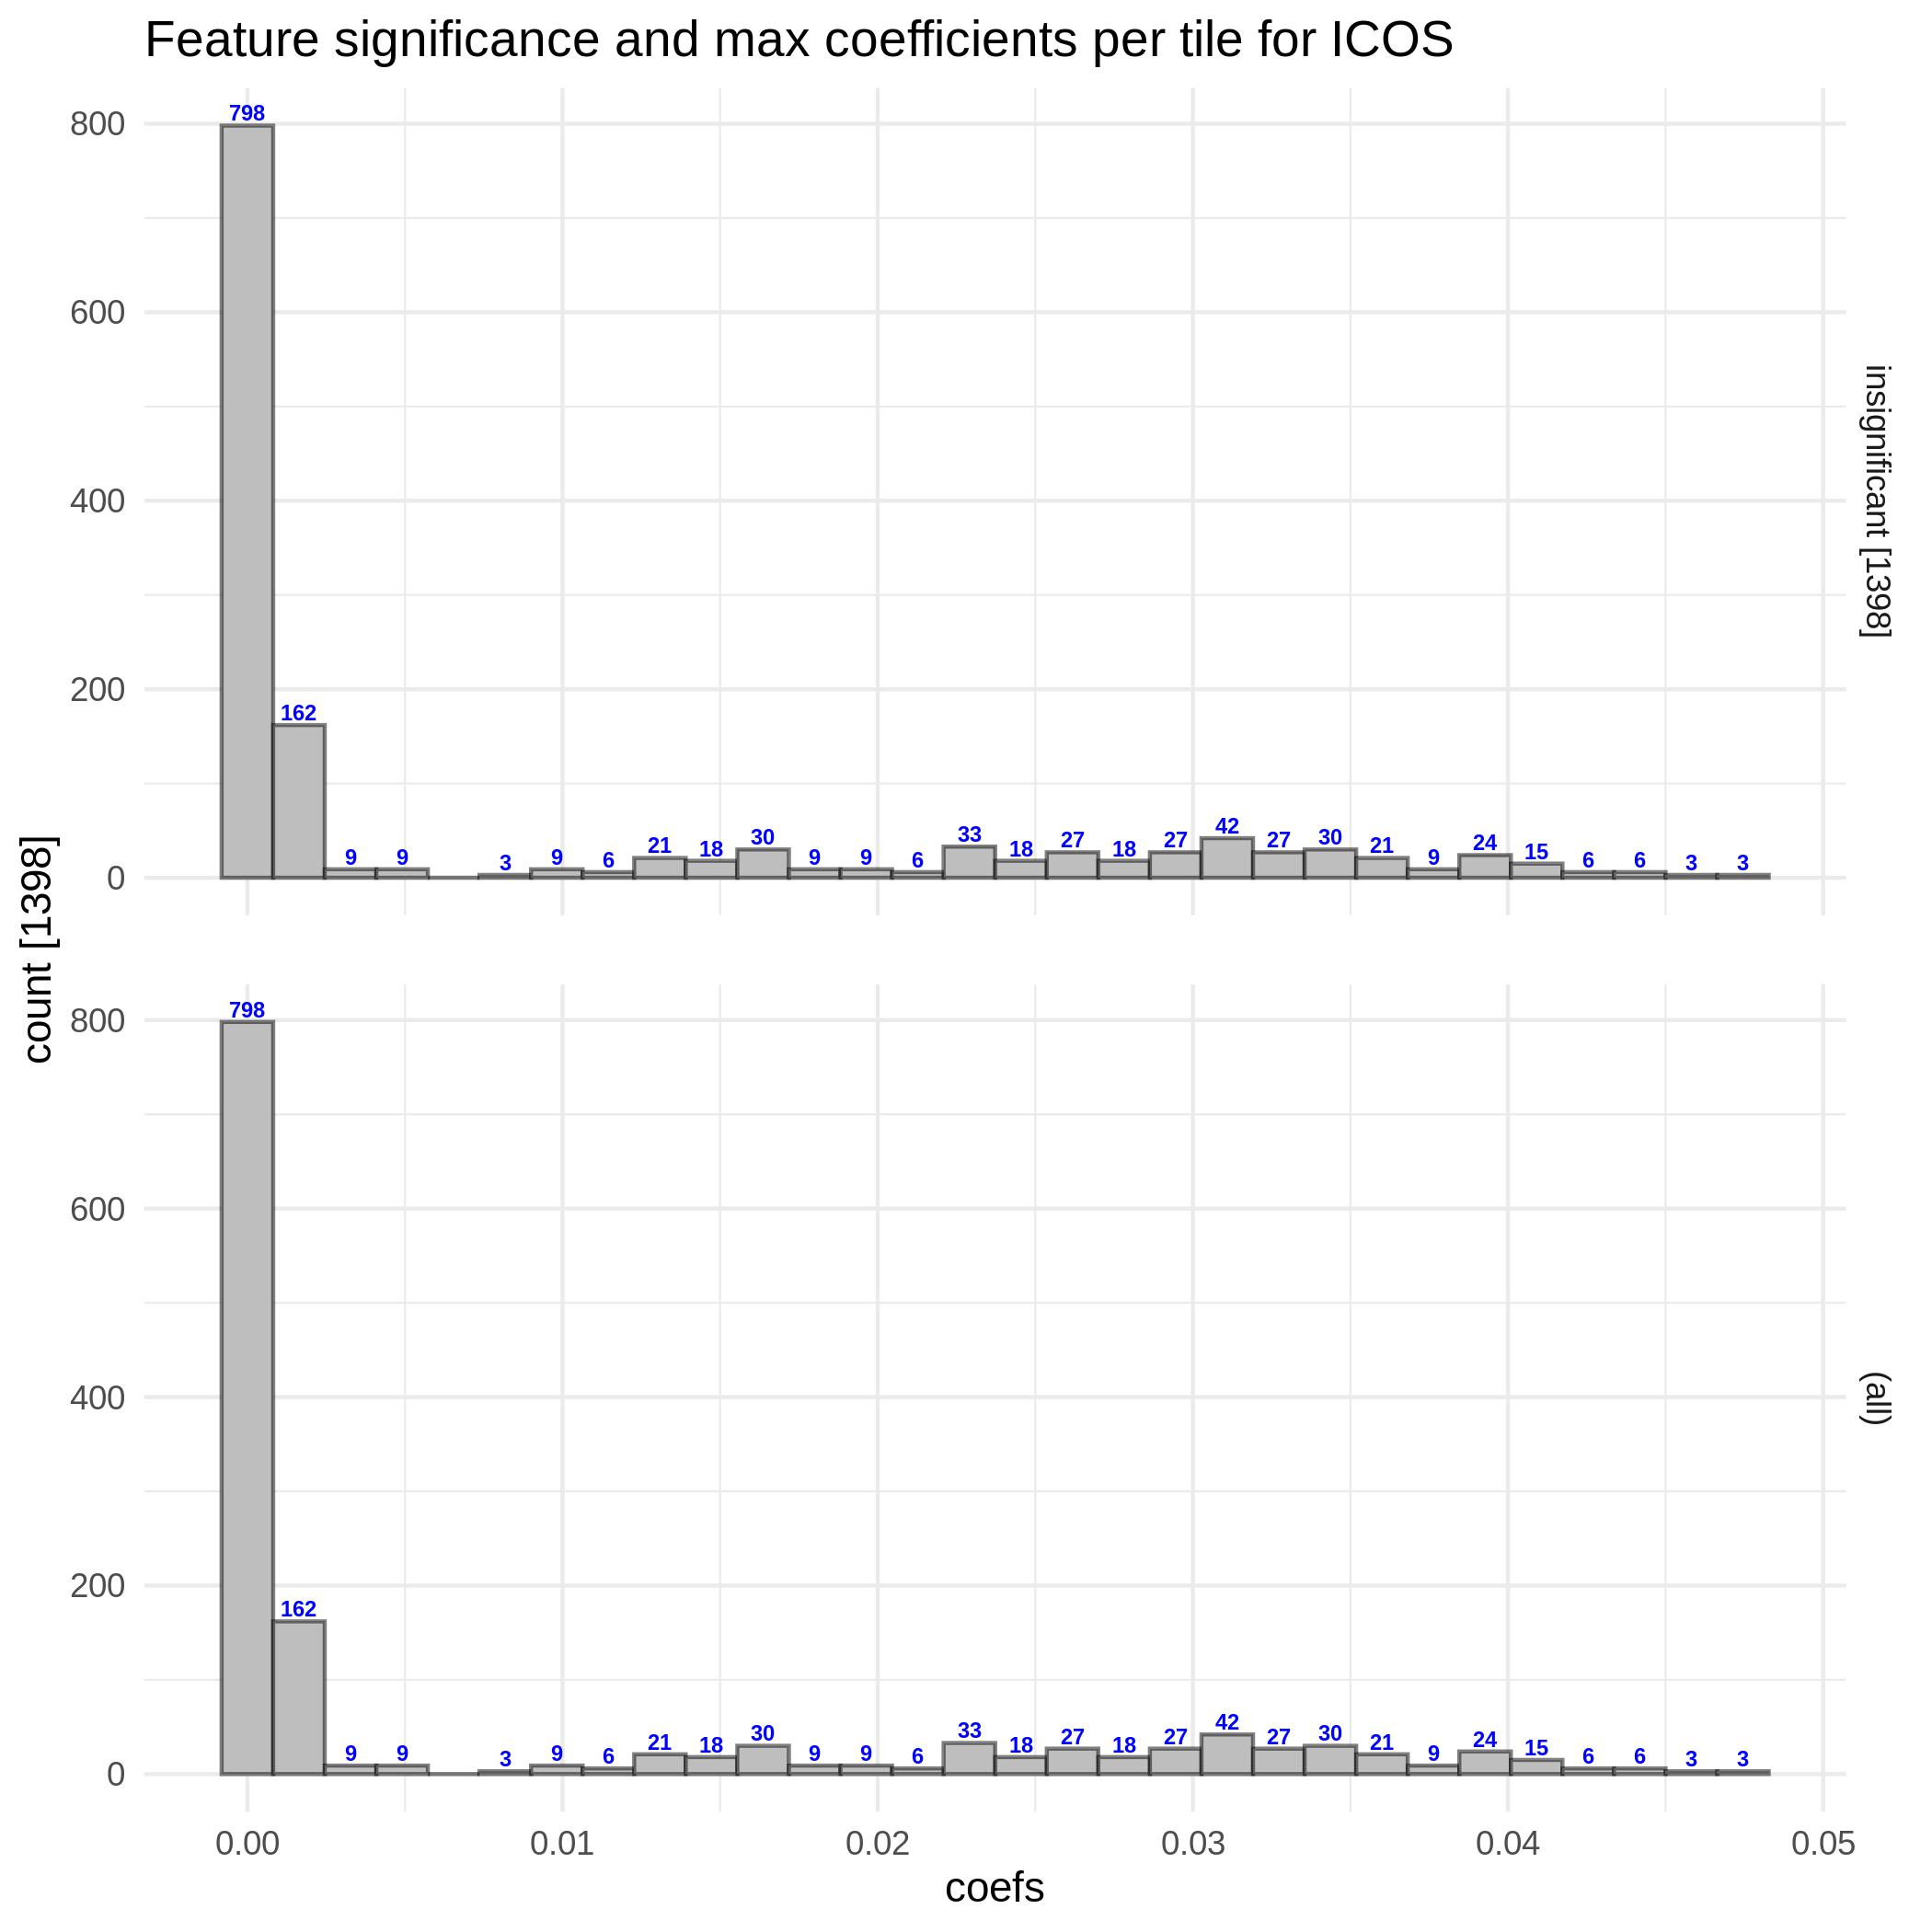 Feature significance and max coefficients per tile for ICOS
count [1398]
800
600
400
200
0
798
162
9 9 3 9 6 21 18 30 9 9 6 33 18 27 18 27 42 27 30 21 9 24 15 6 6 3 3
insignificant [1398]
800
600
400
200
0
798
162
9 9 3 9 6 21 18 30 9 9 6 33 18 27 18 27 42 27 30 21 9 24 15 6 6 3 3
(all)
0.00 0.01 0.02 0.03 0.04 0.05
coefs